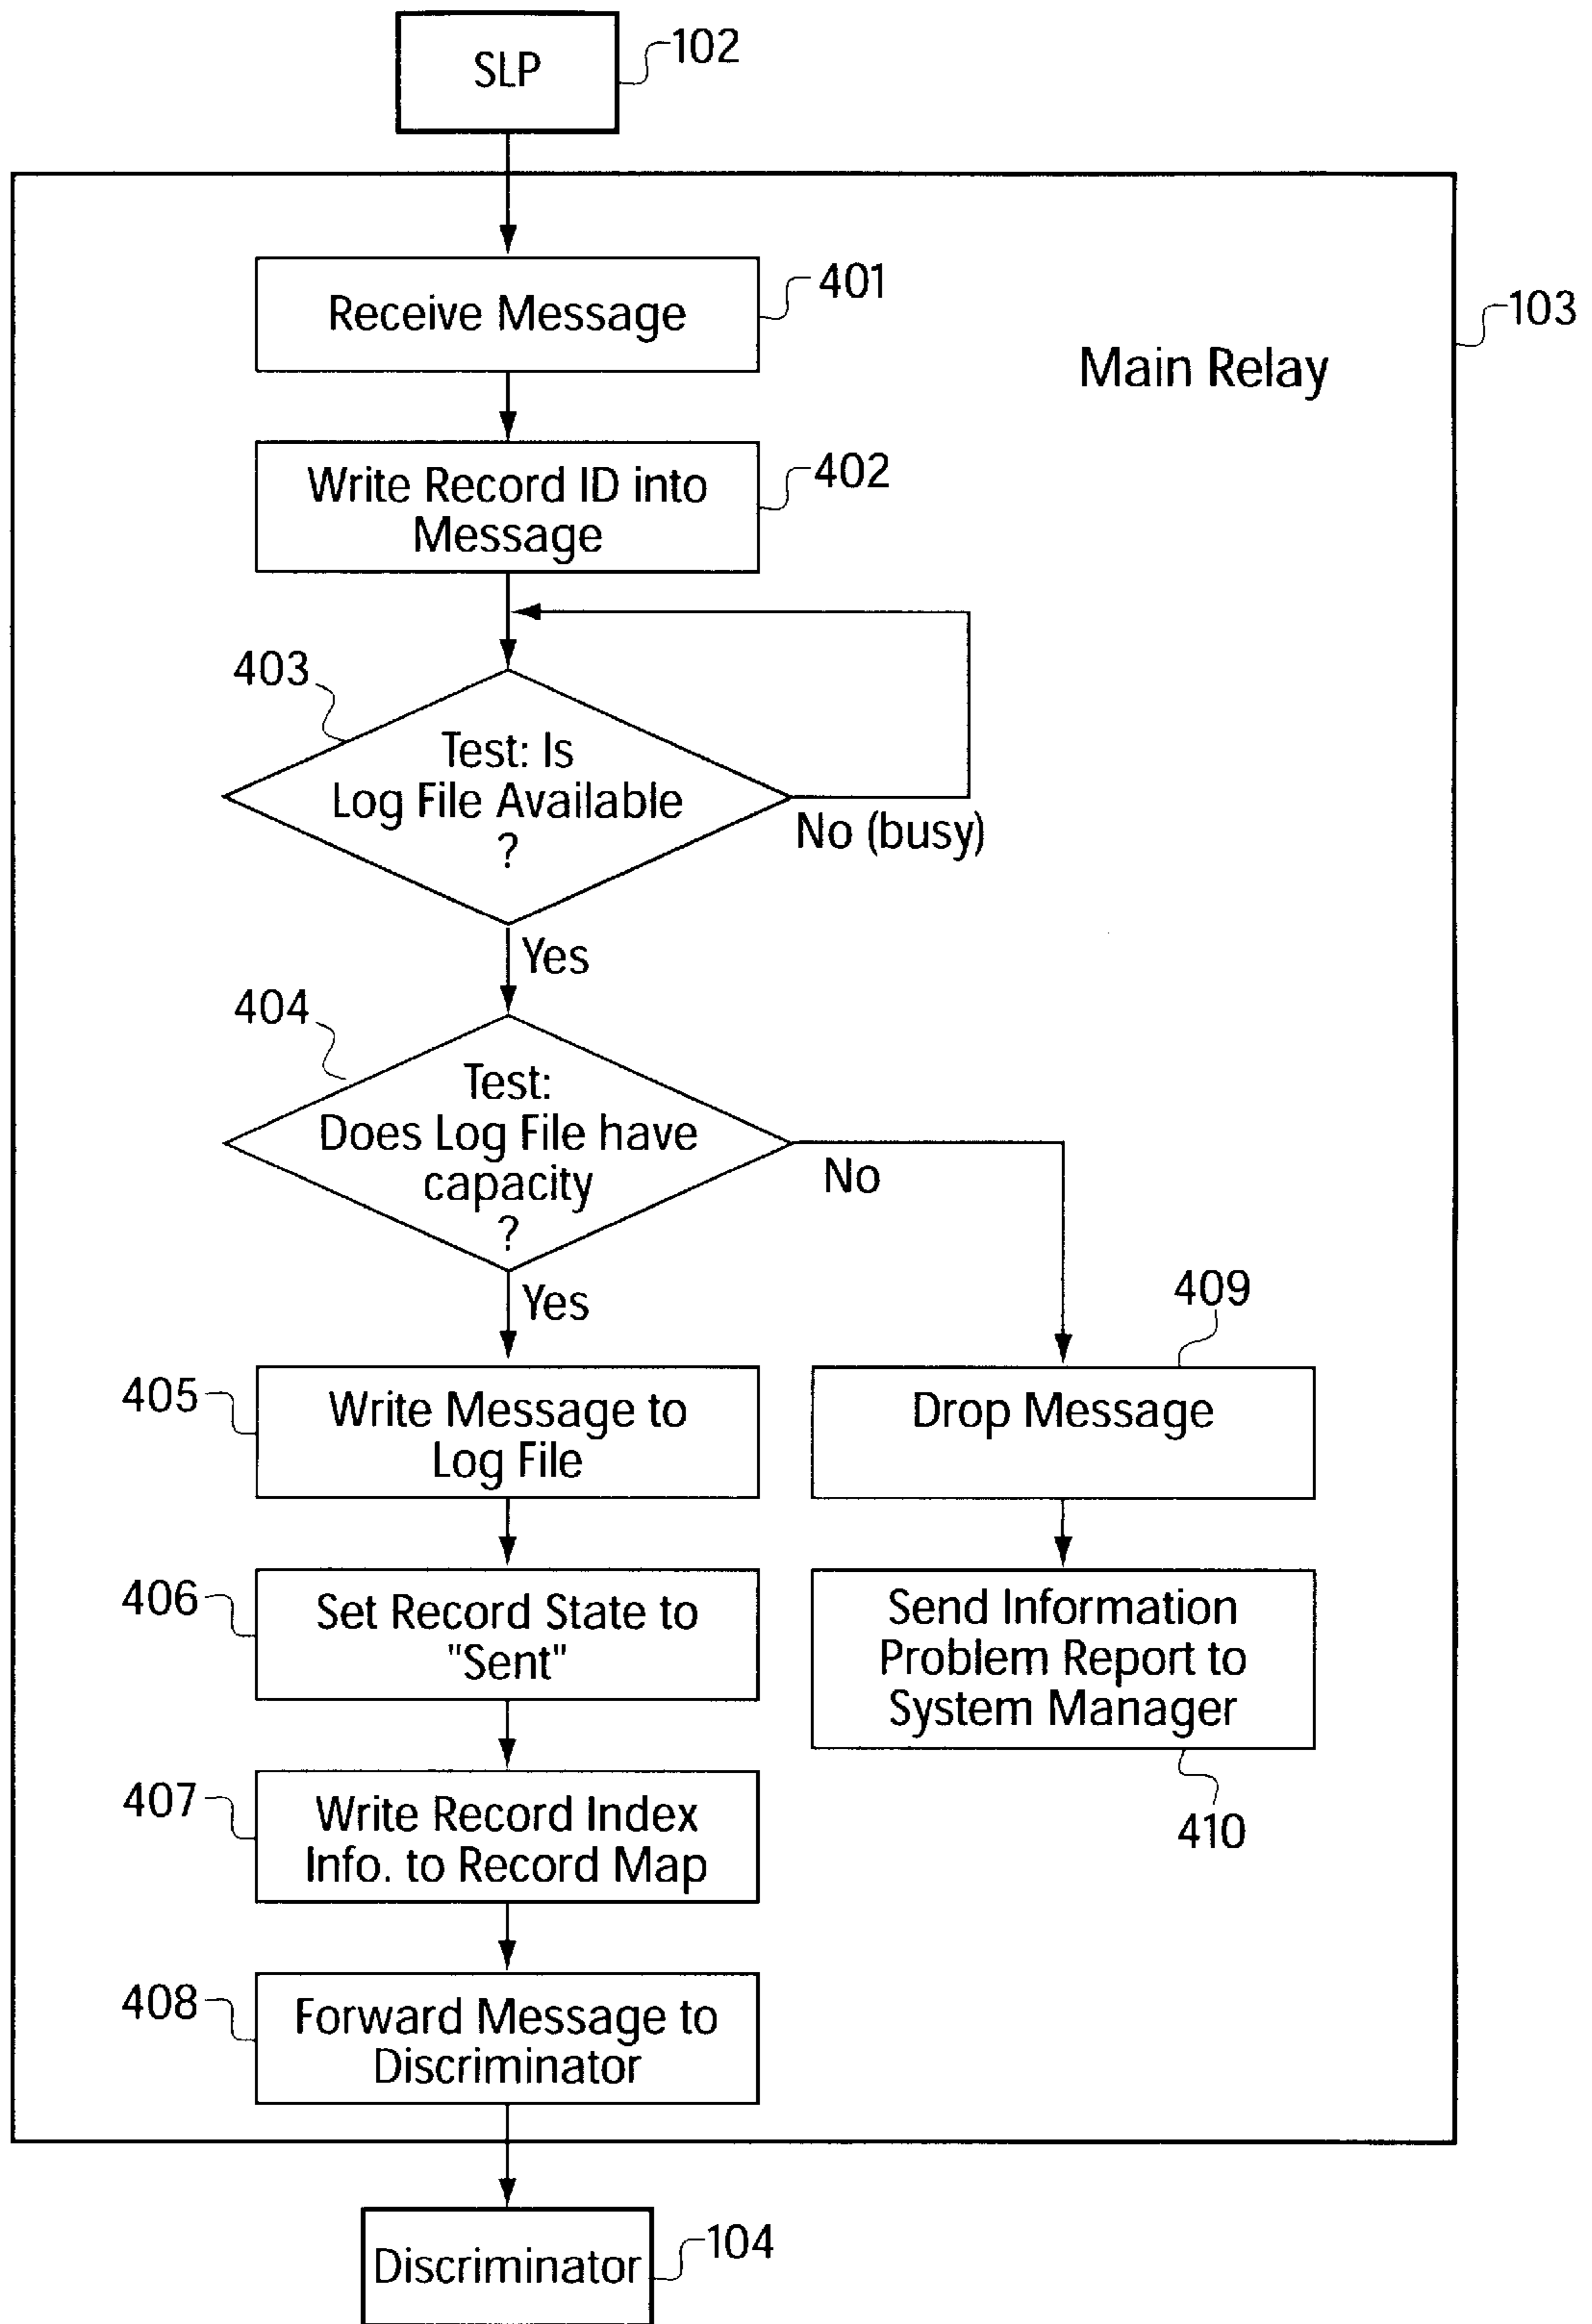 SLP
102
Receive Message
401
103
Main Relay
Write Record ID into
Message
402
403
Test: Is
Log File Available
?
No (busy)
Yes
404
Test:
Does Log File have
capacity
?
No
Yes
409
405
Write Message to
Log File
Drop Message
406
Set Record State to
"Sent"
Send Information
Problem Report to
System Manager
410
407
Write Record Index
Info. to Record Map
408
Forward Message to
Discriminator
Discriminator
104